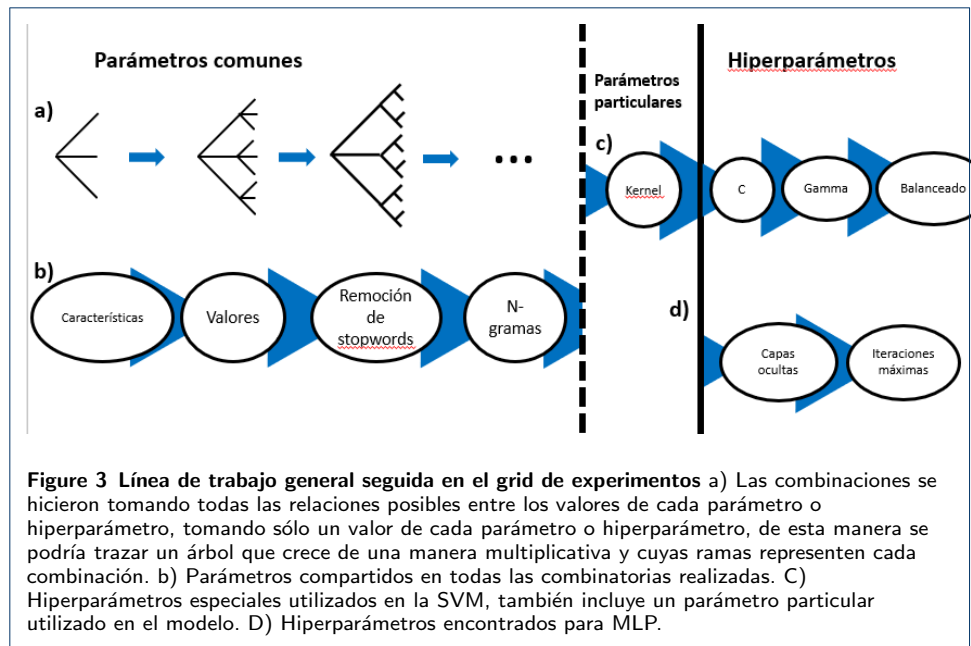 Parámetros comunes
Parámetros
particulares
Hiperparámetros
a)
...
c)
Kernel
C
Gamma
Balanceado
b)
Características
Valores
Remoción
de
stopwords
N-
gramas
d)
Capas
ocultas
Iteraciones
máximas
Figure 3 Línea de trabajo general seguida en el grid de experimentos a) Las combinaciones se
hicieron tomando todas las relaciones posibles entre los valores de cada parámetro o
hiperparámetro, tomando sólo un valor de cada parámetro o hiperparámetro, de esta manera se
podría trazar un árbol que crece de una manera multiplicativa y cuyas ramas representen cada
combinación. b) Parámetros compartidos en todas las combinatorias realizadas. C)
Hiperparámetros especiales utilizados en la SVM, también incluye un parámetro particular
utilizado en el modelo. D) Hiperparámetros encontrados para MLP.